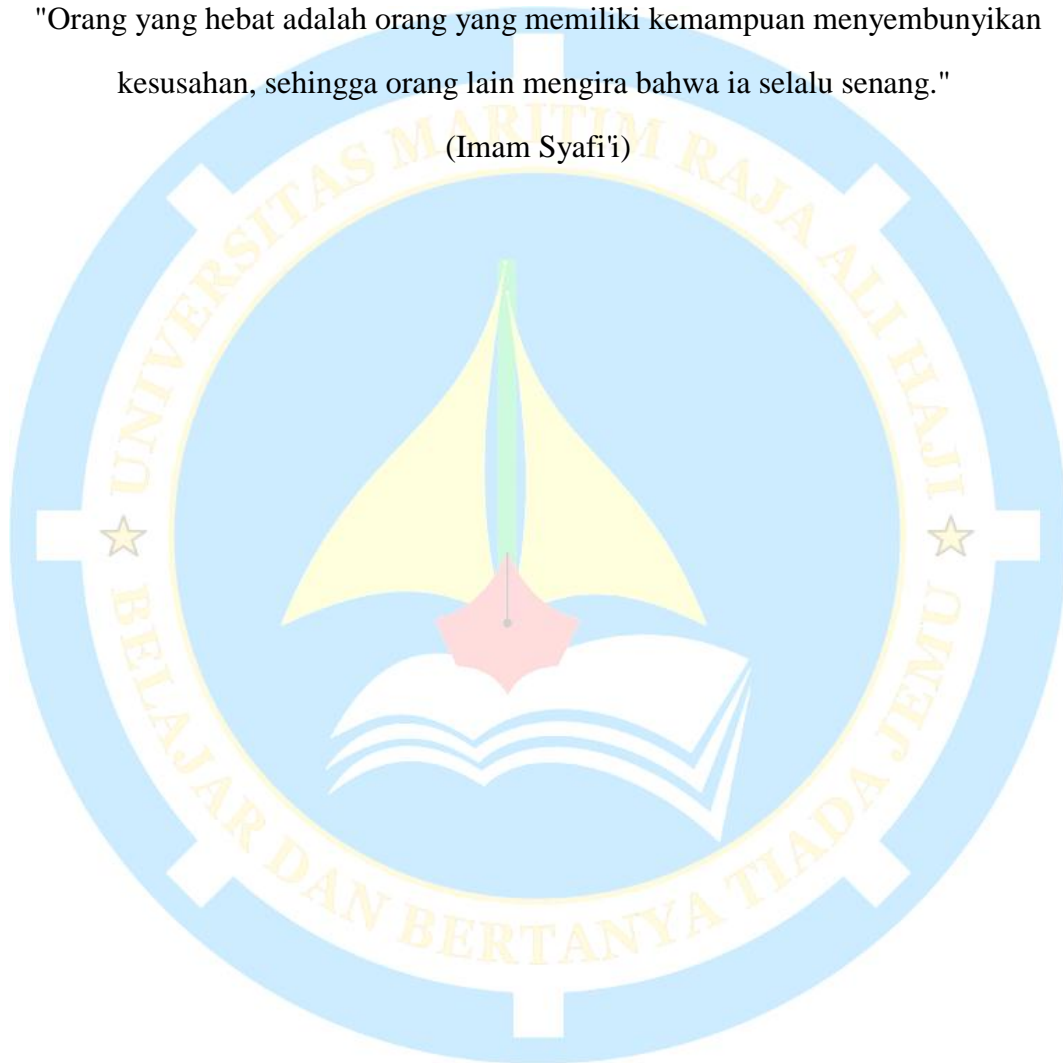 "Orang yang hebat adalah orang yang memiliki kemampuan menyembunyikan
kesusahan, sehingga orang lain mengira bahwa ia selalu senang."
(Imam Syafi'i)
UNIVERSITAS MARITIM RAJA ALI HAJI
BELAJAR DAN BERTANYA TIADA JEMU